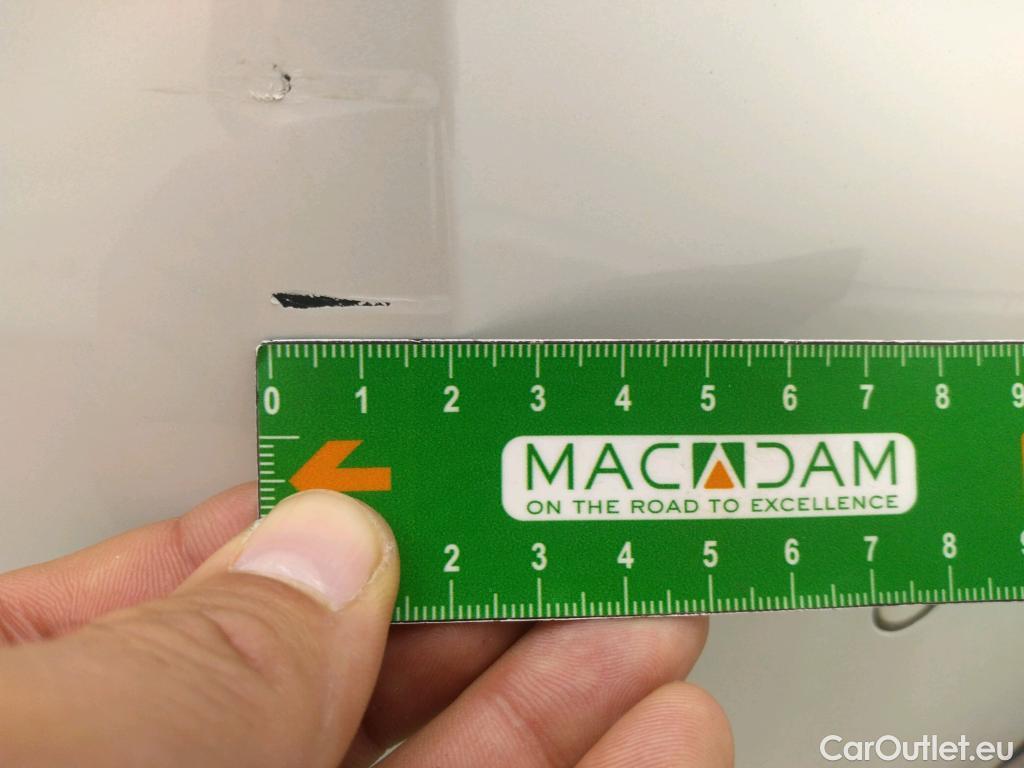 0 1 2 3 4 5 6 7 8 9
MACADAM
ON THE ROAD TO EXCELLENCE
2 3 4 5 6 7 8
CarOutlet.eu